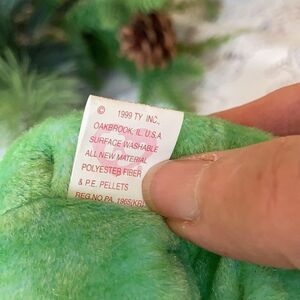 © 1999 TY INC.
OAKBROOK, IL. U.S.A.
SURFACE WASHABLE
ALL NEW MATERIAL
POLYESTER FIBER
& P.E. PELLETS
REG.NO.PA. 1965(KR)